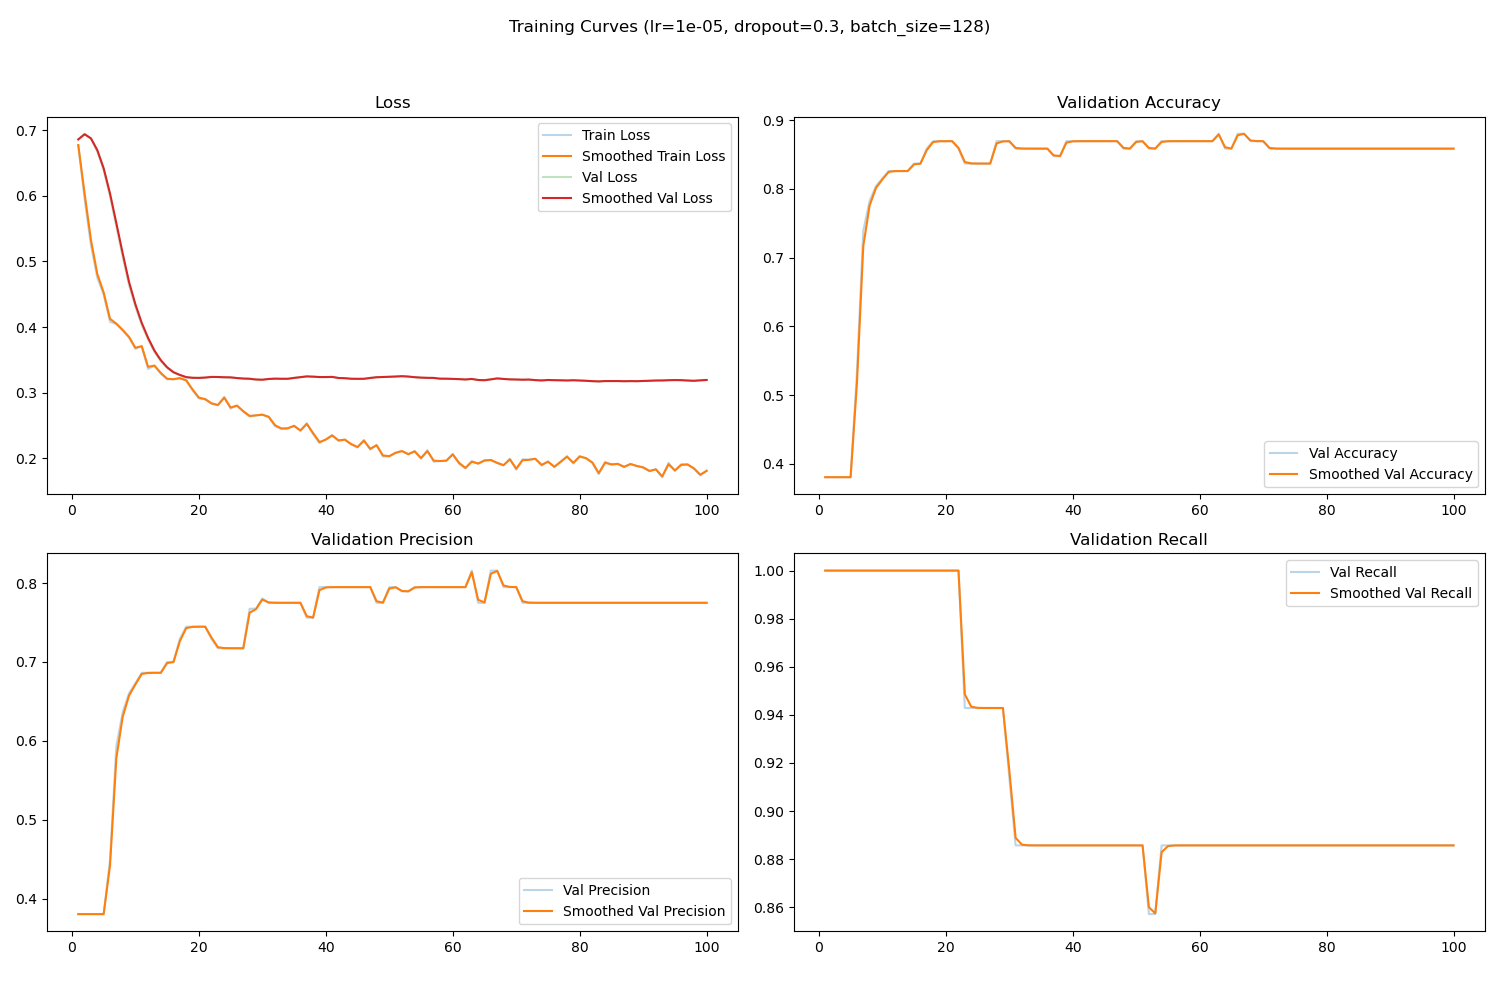 Training Curves (lr=1e-05, dropout=0.3, batch_size=128)
Loss
0.7
0.6
0.5
0.4
0.3
0.2
0 20 40 60 80 100
Train Loss
Smoothed Train Loss
Val Loss
Smoothed Val Loss
Validation Accuracy
0.9
0.8
0.7
0.6
0.5
0.4
0 20 40 60 80 100
Val Accuracy
Smoothed Val Accuracy
Validation Precision
0.8
0.7
0.6
0.5
0.4
0 20 40 60 80 100
Val Precision
Smoothed Val Precision
Validation Recall
1.00
0.98
0.96
0.94
0.92
0.90
0.88
0.86
0 20 40 60 80 100
Val Recall
Smoothed Val Recall